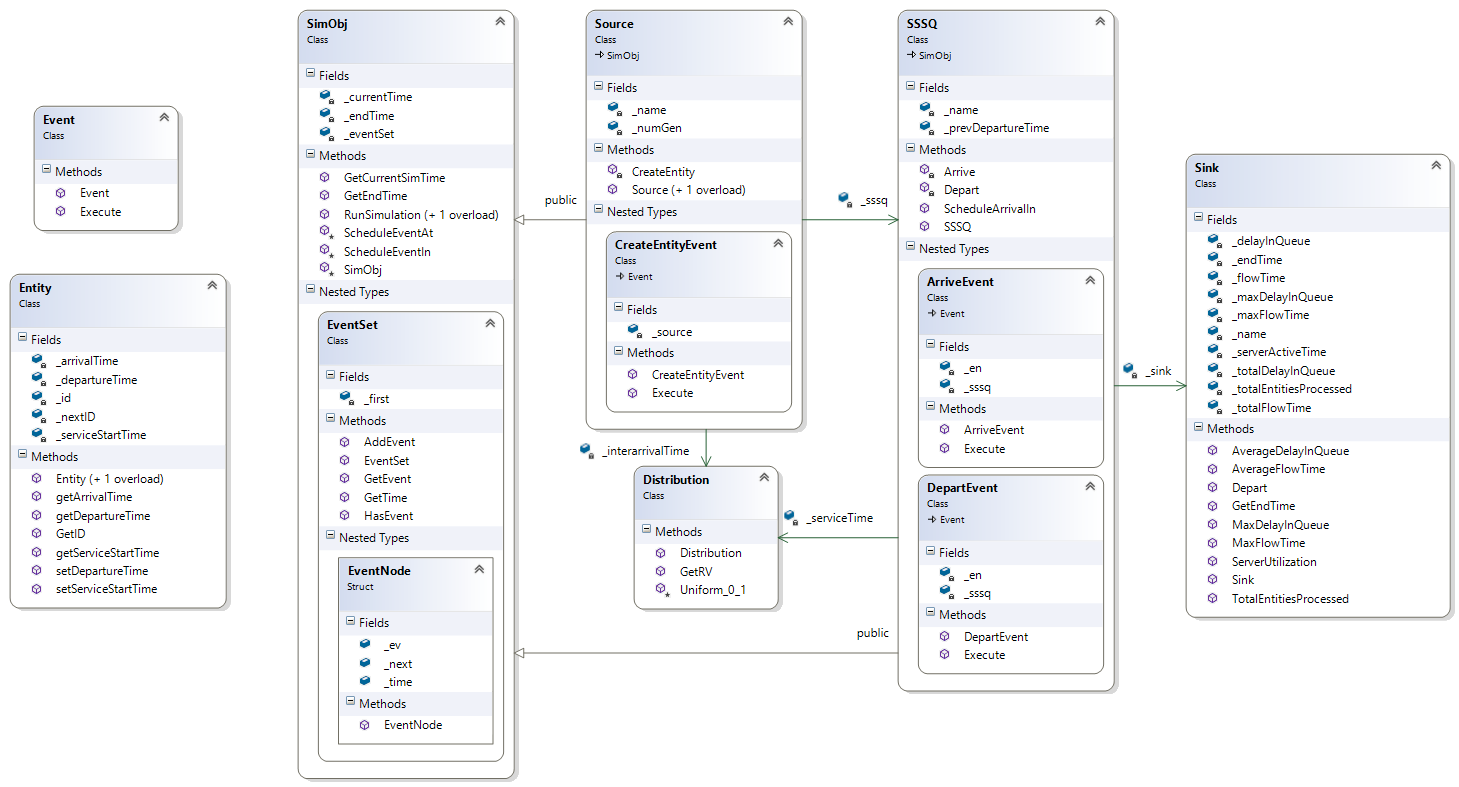 Event
Class
Methods
Event
Execute
Entity
Class
Fields
_arrivalTime
_departureTime
_id
_nextID
_serviceStartTime
Methods
Entity (+ 1 overload)
getArrivalTime
getDepartureTime
GetID
getServiceStartTime
setDepartureTime
setServiceStartTime
SimObj
Class
Fields
_currentTime
_endTime
_eventSet
Methods
GetCurrentSimTime
GetEndTime
RunSimulation (+ 1 overload)
ScheduleEventAt
ScheduleEventIn
SimObj
Nested Types
EventSet
Class
Fields
_first
Methods
AddEvent
EventSet
GetEvent
GetTime
HasEvent
Nested Types
EventNode
Struct
Fields
_ev
_next
_time
Methods
EventNode
public
Source
Class
SimObj
Fields
_name
_numGen
Methods
CreateEntity
Source (+ 1 overload)
Nested Types
CreateEntityEvent
Class
Event
Fields
_source
Methods
CreateEntityEvent
Execute
_interarrivalTime
Distribution
Class
Methods
Distribution
GetRV
Uniform_0_1
_sssq
_serviceTime
public
SSSQ
Class
SimObj
Fields
_name
_prevDepartureTime
Methods
Arrive
Depart
ScheduleArrivalIn
SSSQ
Nested Types
ArriveEvent
Class
Event
Fields
_en
_sssq
Methods
ArriveEvent
Execute
DepartEvent
Class
Event
Fields
_en
_sssq
Methods
DepartEvent
Execute
_sink
Sink
Class
Fields
_delayInQueue
_endTime
_flowTime
_maxDelayInQueue
_maxFlowTime
_name
_serverActiveTime
_totalDelayInQueue
_totalEntitiesProcessed
_totalFlowTime
Methods
AverageDelayInQueue
AverageFlowTime
Depart
GetEndTime
MaxDelayInQueue
MaxFlowTime
ServerUtilization
Sink
TotalEntitiesProcessed